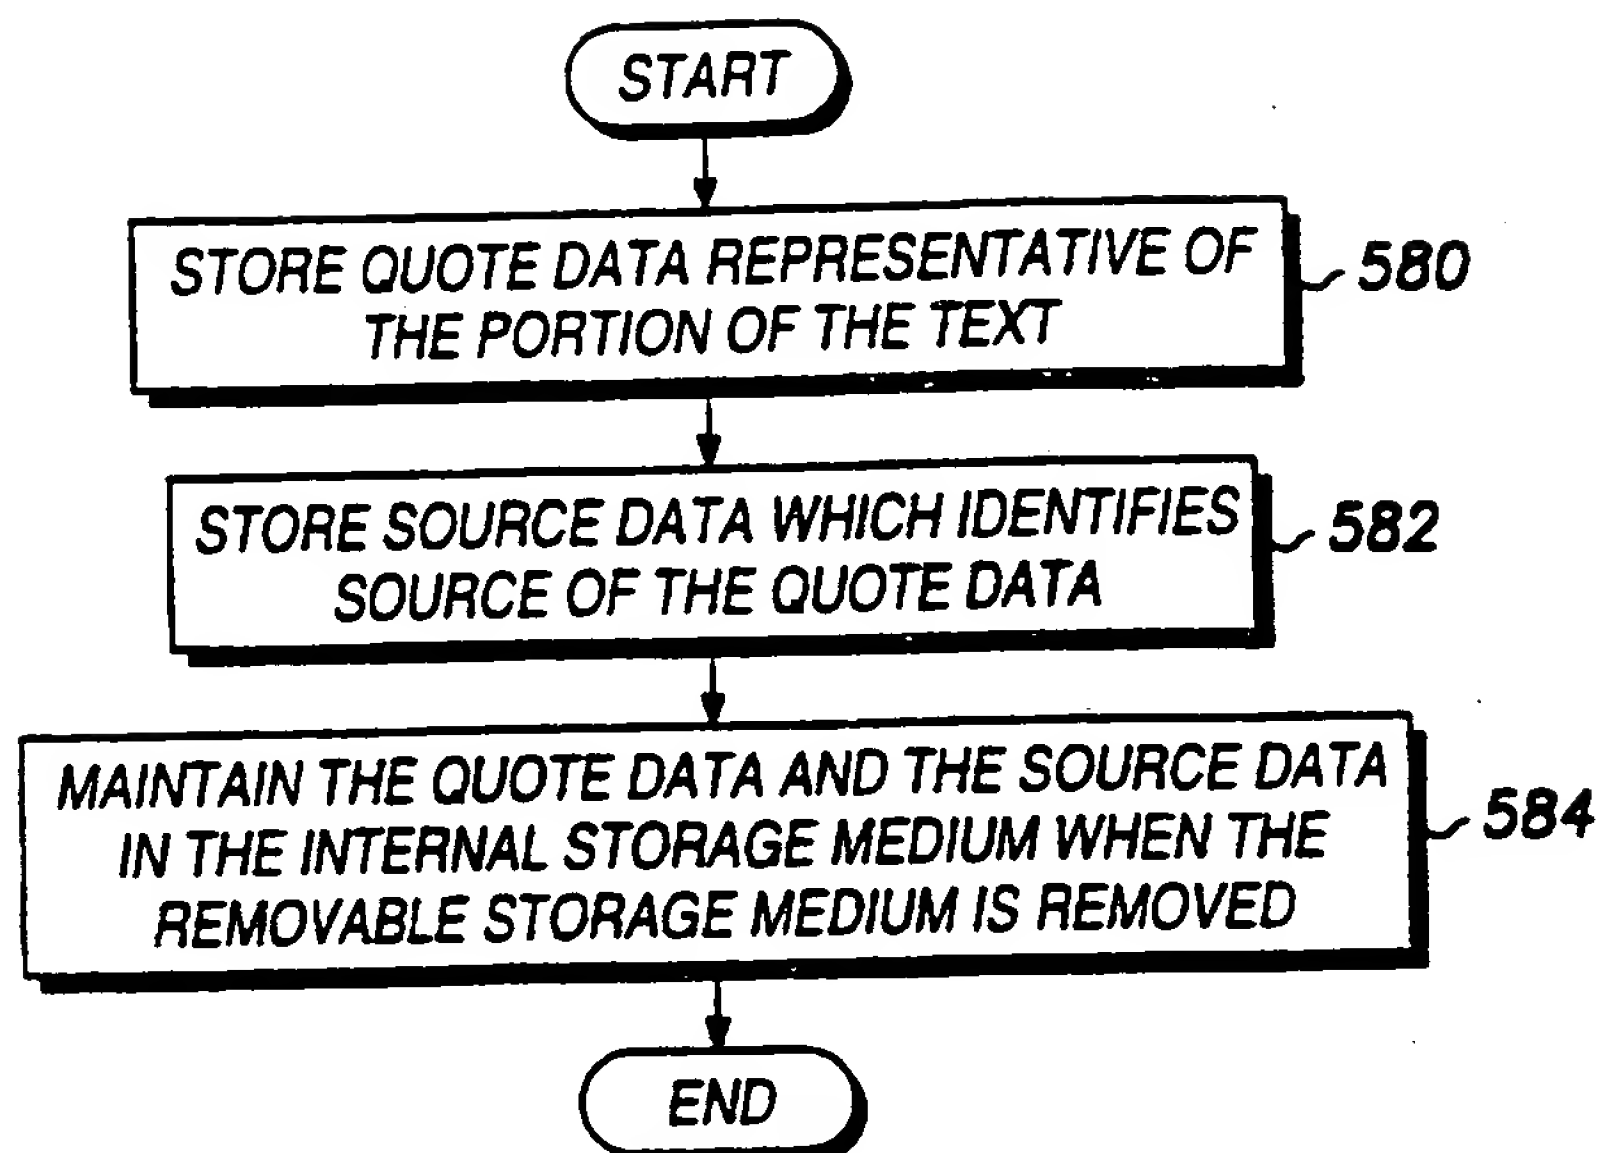 START
STORE QUOTE DATA REPRESENTATIVE OF
THE PORTION OF THE TEXT
580
STORE SOURCE DATA WHICH IDENTIFIES
SOURCE OF THE QUOTE DATA
582
MAINTAIN THE QUOTE DATA AND THE SOURCE DATA
IN THE INTERNAL STORAGE MEDIUM WHEN THE
REMOVABLE STORAGE MEDIUM IS REMOVED
584
END